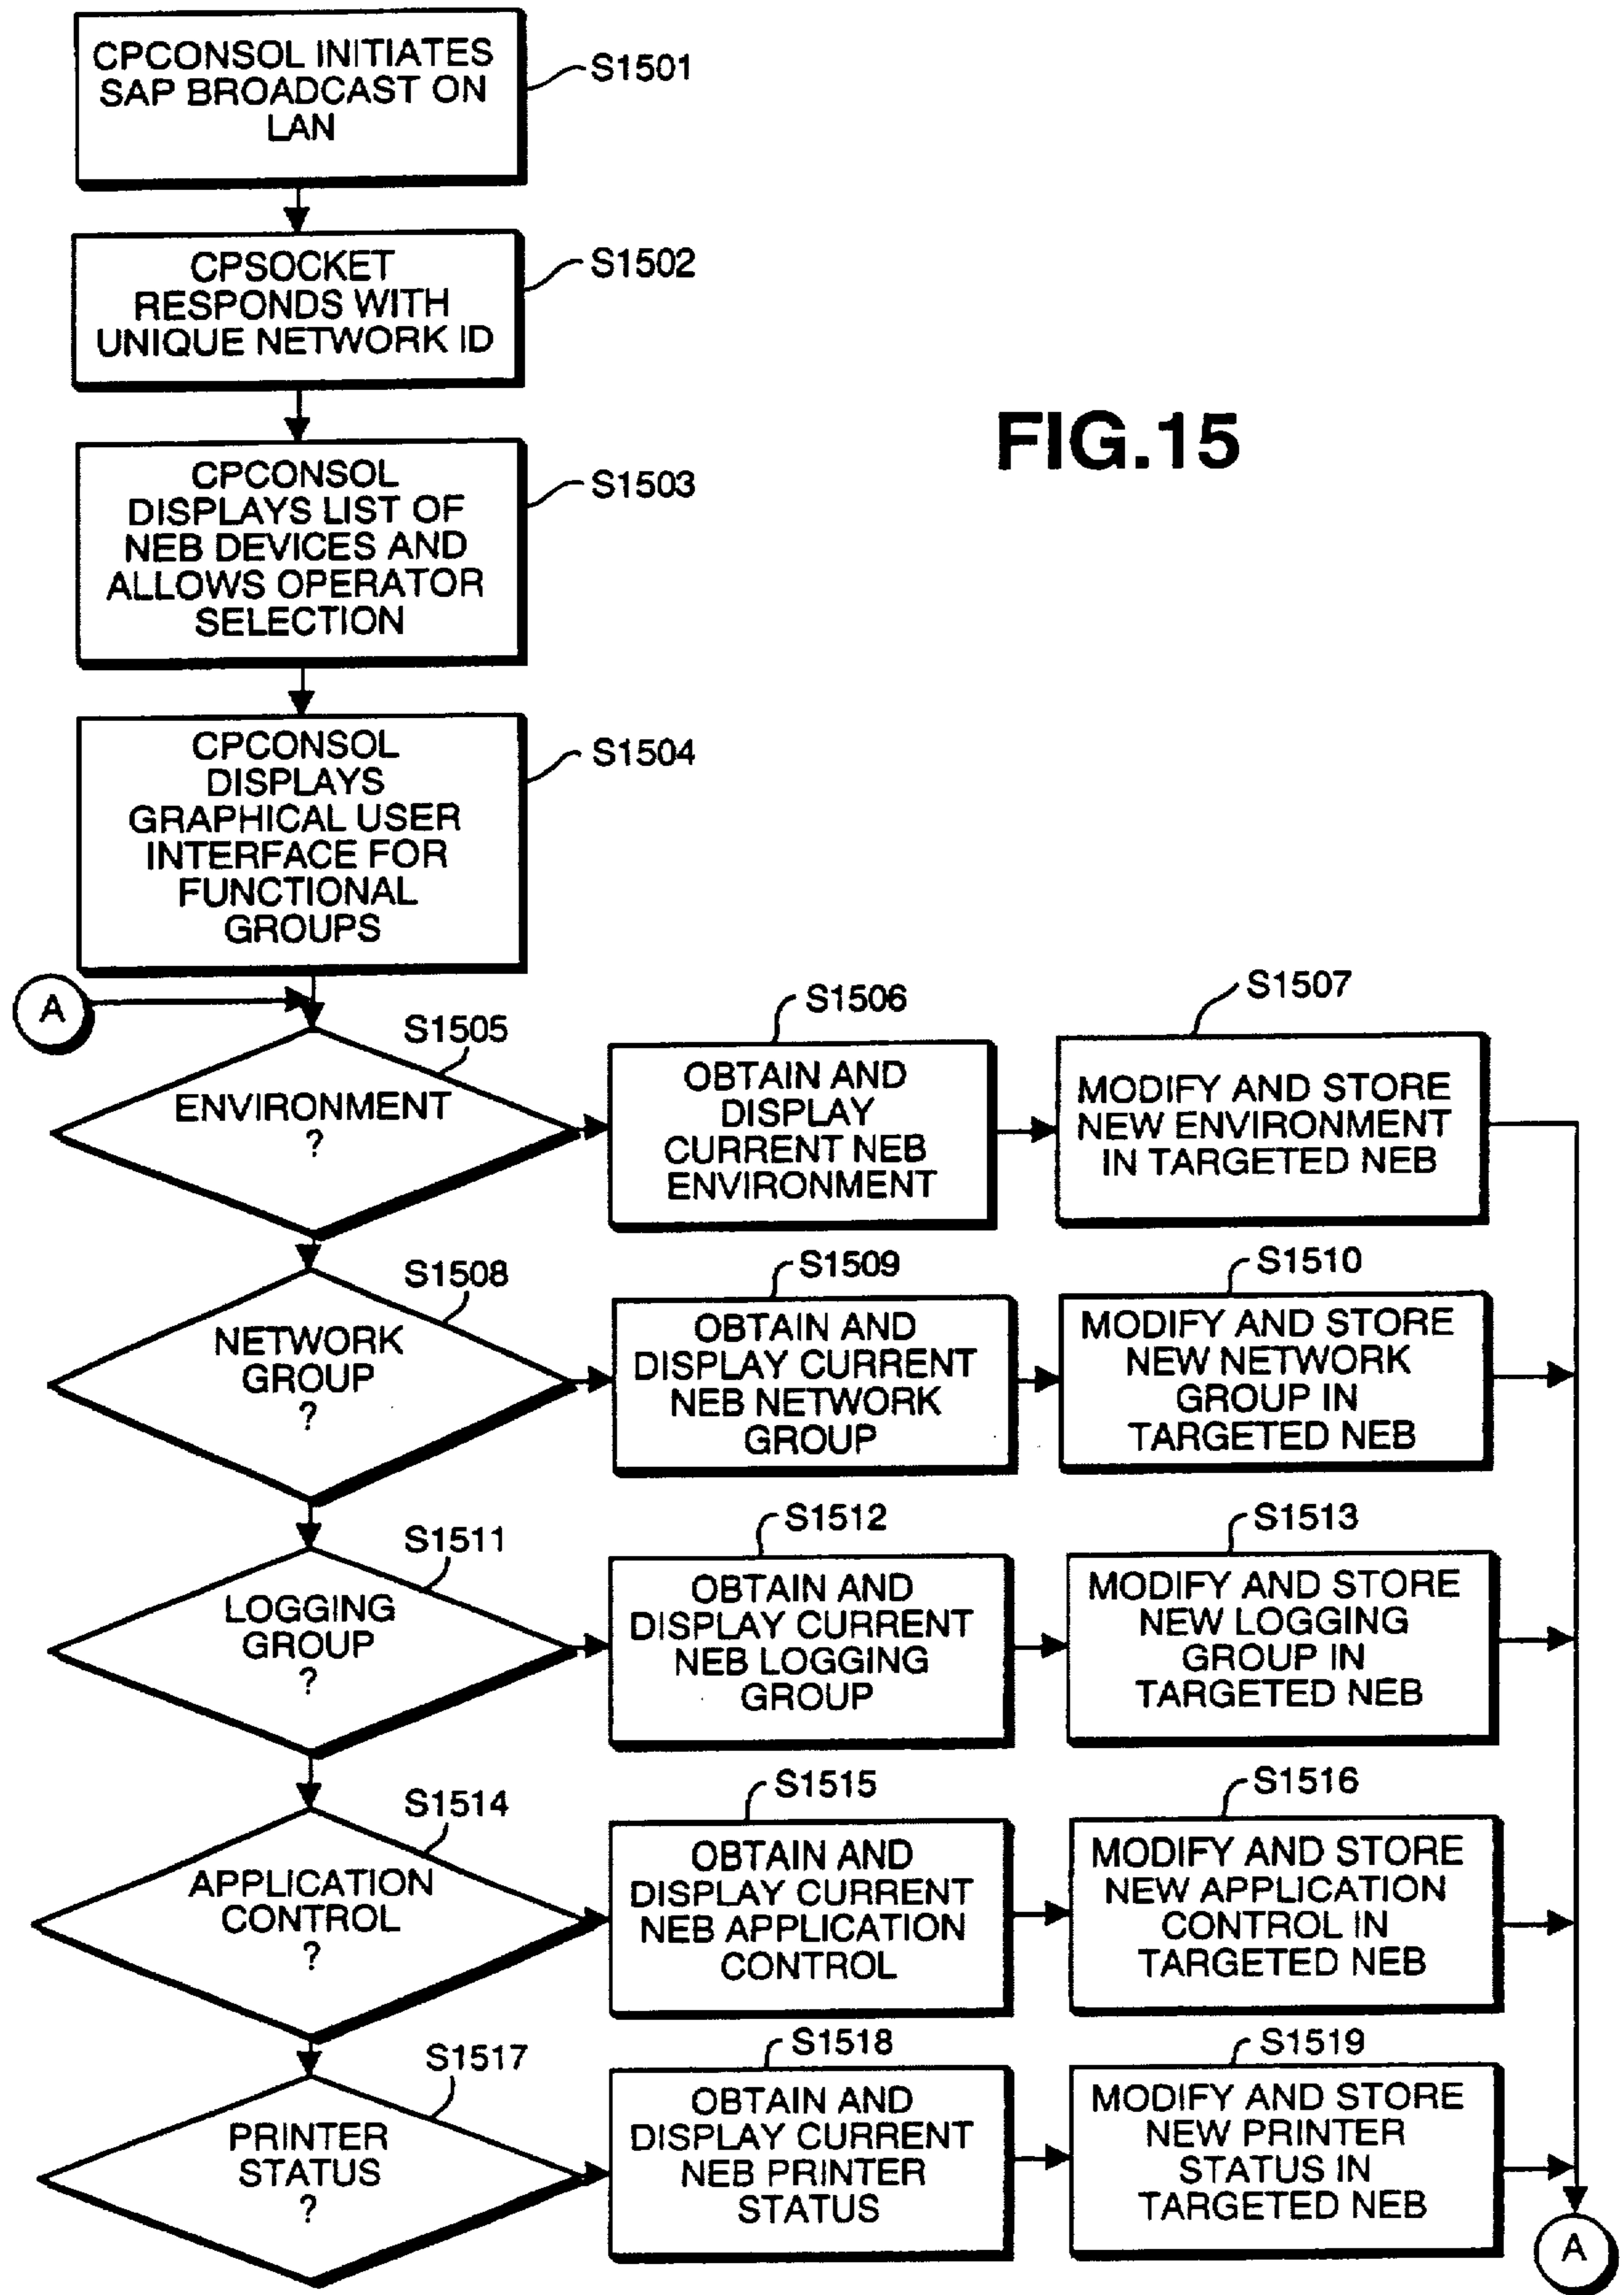 CPCONSOL INITIATES
SAP BROADCAST ON
LAN
S1501
CPSOCKET
RESPONDS WITH
UNIQUE NETWORK ID
S1502
FIG.15
CPCONSOL
DISPLAYS LIST OF
NEB DEVICES AND
ALLOWS OPERATOR
SELECTION
S1503
CPCONSOL
DISPLAYS
GRAPHICAL USER
INTERFACE FOR
FUNCTIONAL
GROUPS
S1504
A
S1505
ENVIRONMENT
?
S1506
OBTAIN AND
DISPLAY
CURRENT NEB
ENVIRONMENT
S1507
MODIFY AND STORE
NEW ENVIRONMENT
IN TARGETED NEB
S1508
NETWORK
GROUP
?
S1509
OBTAIN AND
DISPLAY CURRENT
NEB NETWORK
GROUP
S1510
MODIFY AND STORE
NEW NETWORK
GROUP IN
TARGETED NEB
S1511
LOGGING
GROUP
?
S1512
OBTAIN AND
DISPLAY CURRENT
NEB LOGGING
GROUP
S1513
MODIFY AND STORE
NEW LOGGING
GROUP IN
TARGETED NEB
S1514
APPLICATION
CONTROL
?
S1515
OBTAIN AND
DISPLAY CURRENT
NEB APPLICATION
CONTROL
S1516
MODIFY AND STORE
NEW APPLICATION
CONTROL IN
TARGETED NEB
S1517
PRINTER
STATUS
?
S1518
OBTAIN AND
DISPLAY CURRENT
NEB PRINTER
STATUS
S1519
MODIFY AND STORE
NEW PRINTER
STATUS IN
TARGETED NEB
A